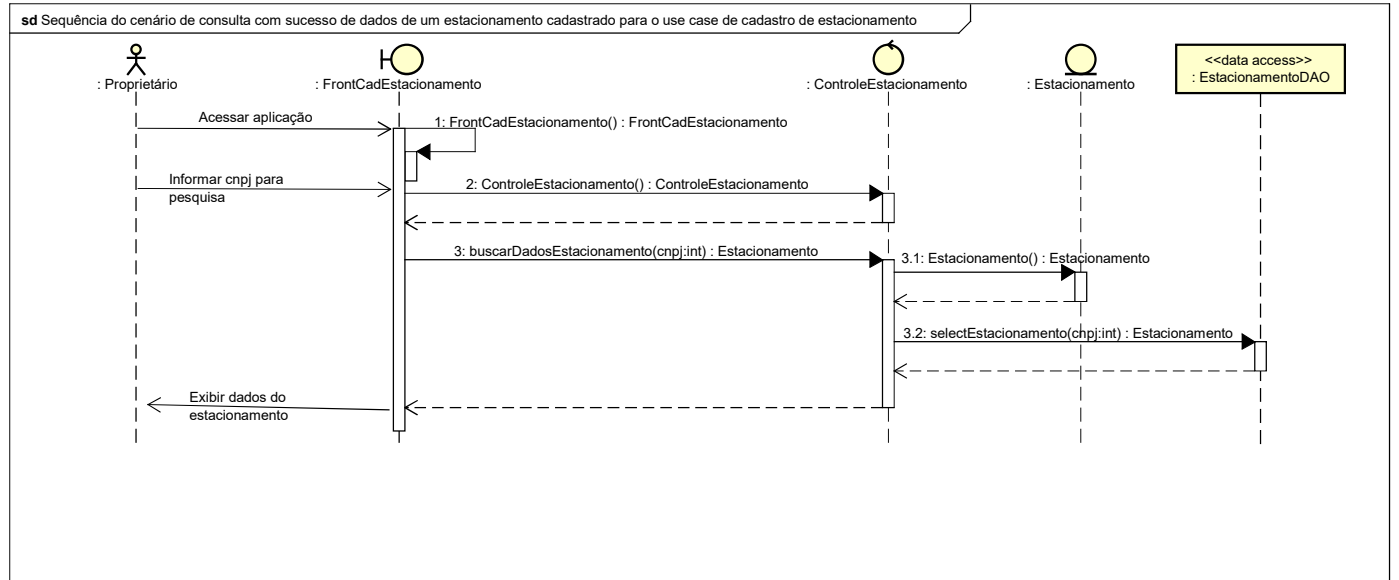 sd Sequência do cenário de consulta com sucesso de dados de um estacionamento cadastrado para o use case de cadastro de estacionamento
: Proprietário
: FrontCadEstacionamento
: ControleEstacionamento
: Estacionamento
<<data access>>
: EstacionamentoDAO
Acessar aplicação
1: FrontCadEstacionamento() : FrontCadEstacionamento
Informar cnpj para
pesquisa
2: ControleEstacionamento() : ControleEstacionamento
3: buscarDadosEstacionamento(cnpj:int) : Estacionamento
3.1: Estacionamento() : Estacionamento
3.2: selectEstacionamento(cnpj:int) : Estacionamento
Exibir dados do
estacionamento